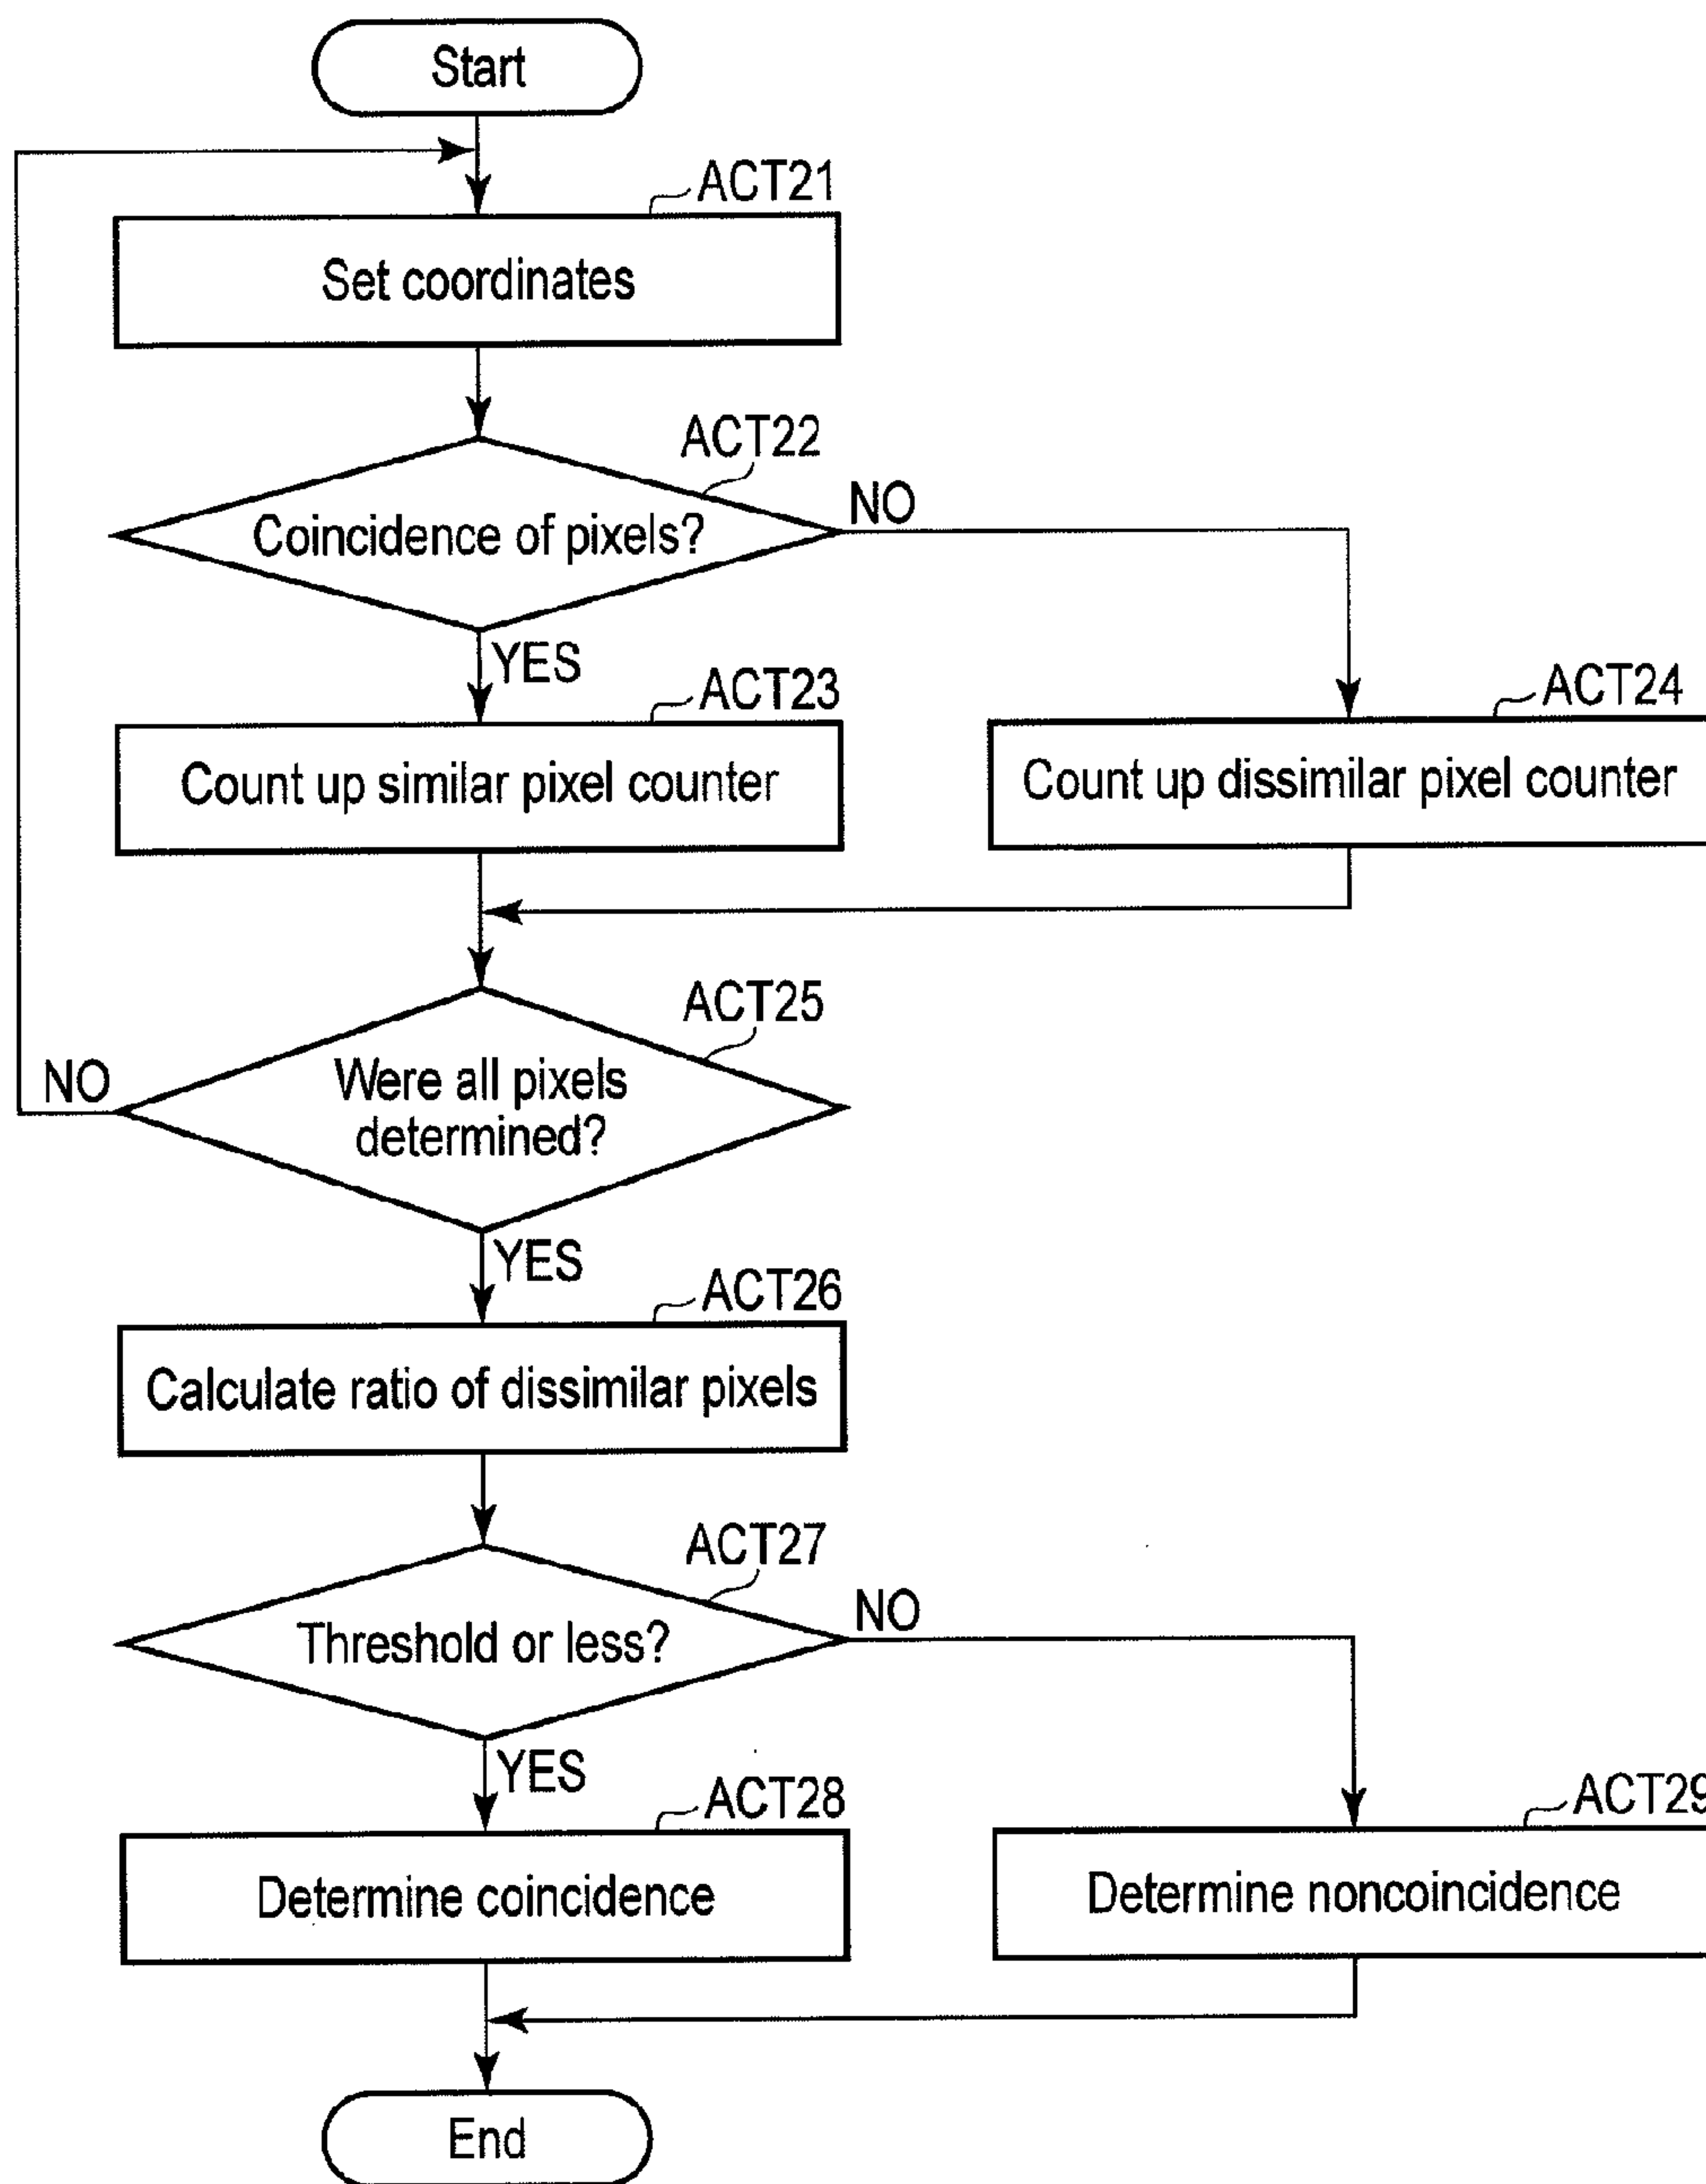 Start
ACT21
Set coordinates
ACT22
Coincidence of pixels?
NO
YES
ACT23
Count up similar pixel counter
ACT24
Count up dissimilar pixel counter
ACT25
Were all pixels
determined?
NO
YES
ACT26
Calculate ratio of dissimilar pixels
ACT27
Threshold or less?
NO
YES
ACT28
Determine coincidence
ACT29
Determine noncoincidence
End